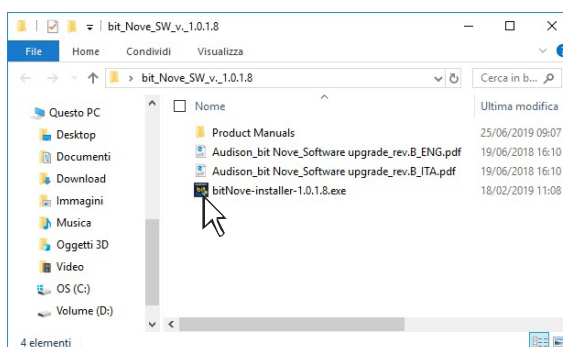 bit_Nove_SW_v._1.0.1.8
File Home Condividi Visualizza
bit_Nove_SW_v._1.0.1.8 Cerca in b...
Nome Ultima modifica
Questo PC
Desktop
Documenti
Download
Immagini
Musica
Oggetti 3D
Video
OS (C:)
Volume (D:)
Product Manuals 25/06/2019 09:07
Audison_bit Nove_Software upgrade_rev.B_ENG.pdf 19/06/2018 16:10
Audison_bit Nove_Software upgrade_rev.B_ITA.pdf 19/06/2018 16:10
bitNove-installer-1.0.1.8.exe 18/02/2019 11:08
4 elementi